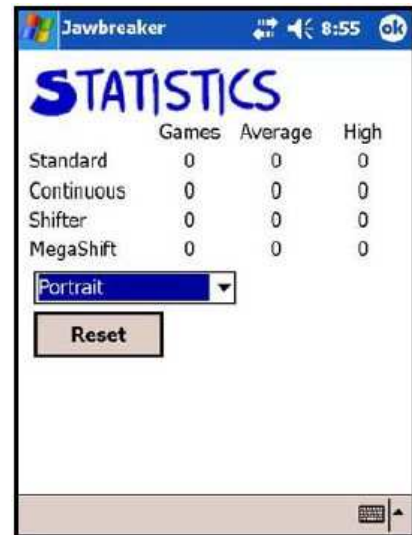 Jawbreaker 8:55 ok
STATISTICS
Games Average High
Standard 0 0 0
Continuous 0 0 0
Shifter 0 0 0
MegaShift 0 0 0
Portrait
Reset